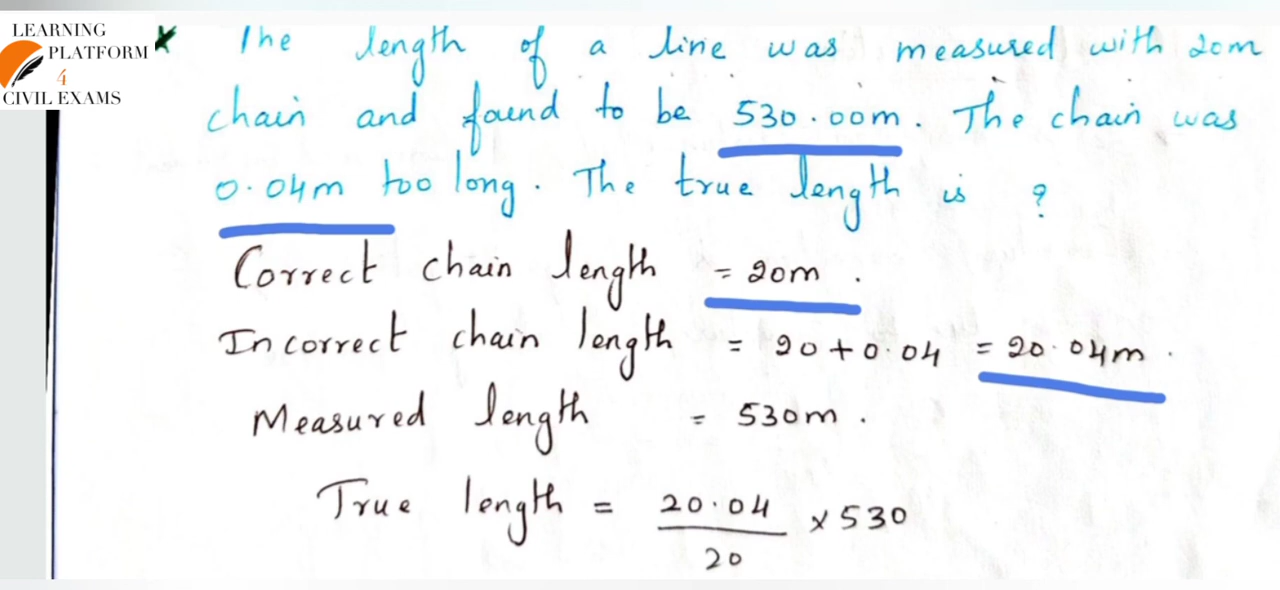 LEARNING
PLATFORM
4
CIVIL EXAMS
The length of a line was measured with 20m
chain and found to be 530.00m. The chain was
0.04m too long. The true length is ?
Correct chain length = 20m.
Incorrect chain length = 20+0.04 = 20.04m.
Measured length = 530m.
True length = 20.04 / 20 × 530